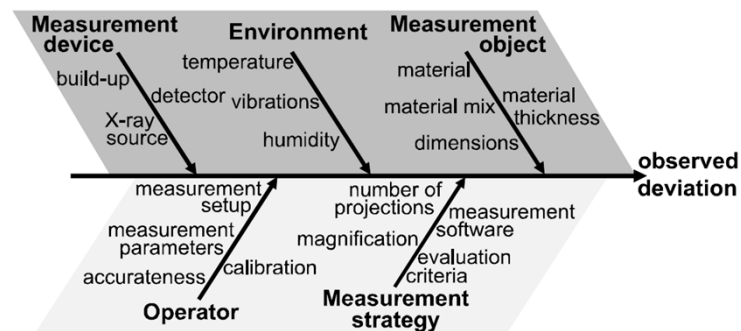 Measurement
device
build-up
detector
X-ray
source
Environment
temperature
vibrations
humidity
Measurement
object
material
material mix
dimensions
material
thickness
observed
deviation
measurement
setup
measurement
parameters
accurateness
calibration
Operator
number of
projections
magnification
measurement
software
evaluation
criteria
Measurement
strategy